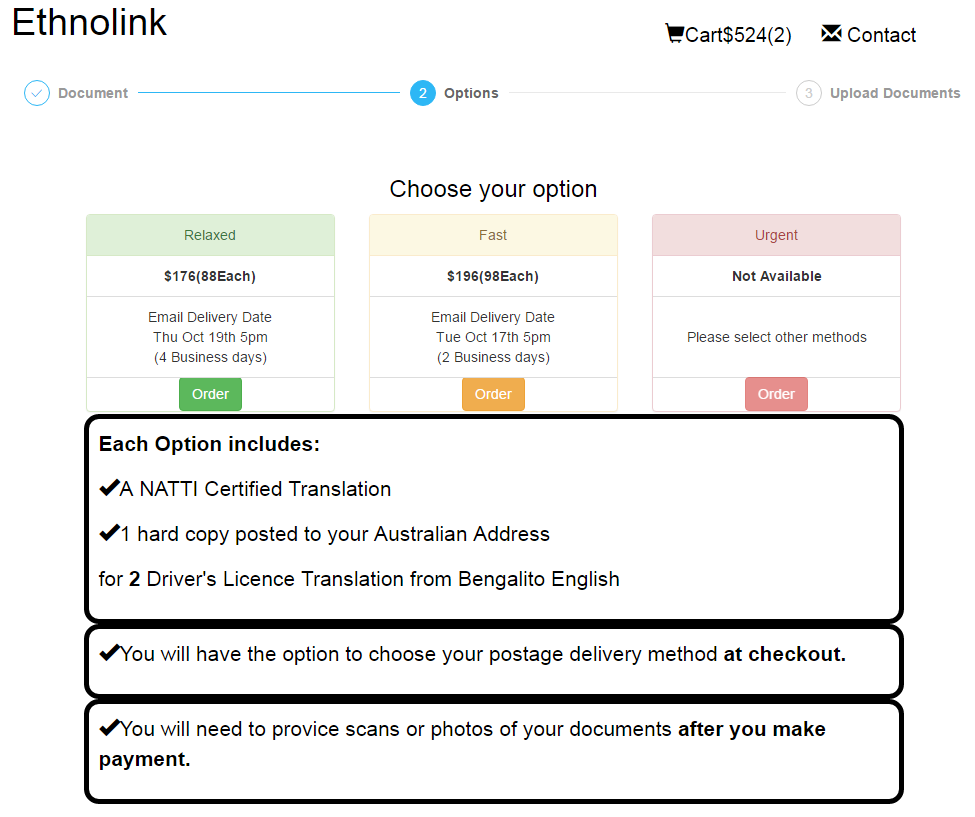 Ethnolink
Cart$524(2) Contact
Document 2 Options 3 Upload Documents
Choose your option
Relaxed
$176(88Each)
Email Delivery Date
Thu Oct 19th 5pm
(4 Business days)
Order
Fast
$196(98Each)
Email Delivery Date
Tue Oct 17th 5pm
(2 Business days)
Order
Urgent
Not Available
Please select other methods
Order
Each Option includes:
✔A NATTI Certified Translation
✔1 hard copy posted to your Australian Address
for 2 Driver's Licence Translation from Bengalito English
✔You will have the option to choose your postage delivery method at checkout.
✔You will need to provice scans or photos of your documents after you make
payment.